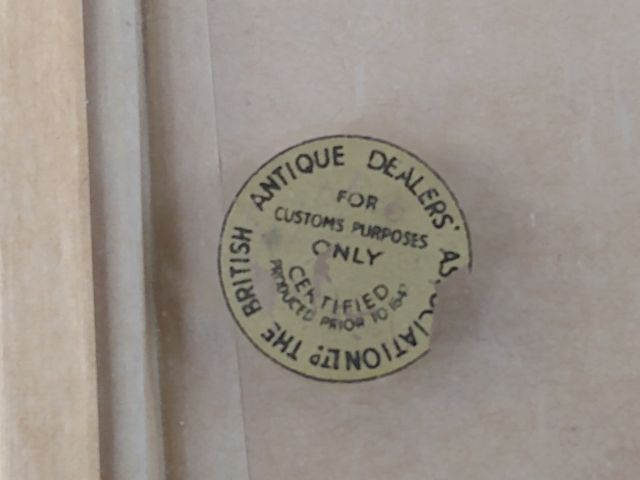 THE BRITISH ANTIQUE DEALERS' ASSOCIATION LTD.
FOR
CUSTOMS PURPOSES
ONLY
CERTIFIED
PRODUCED PRIOR TO